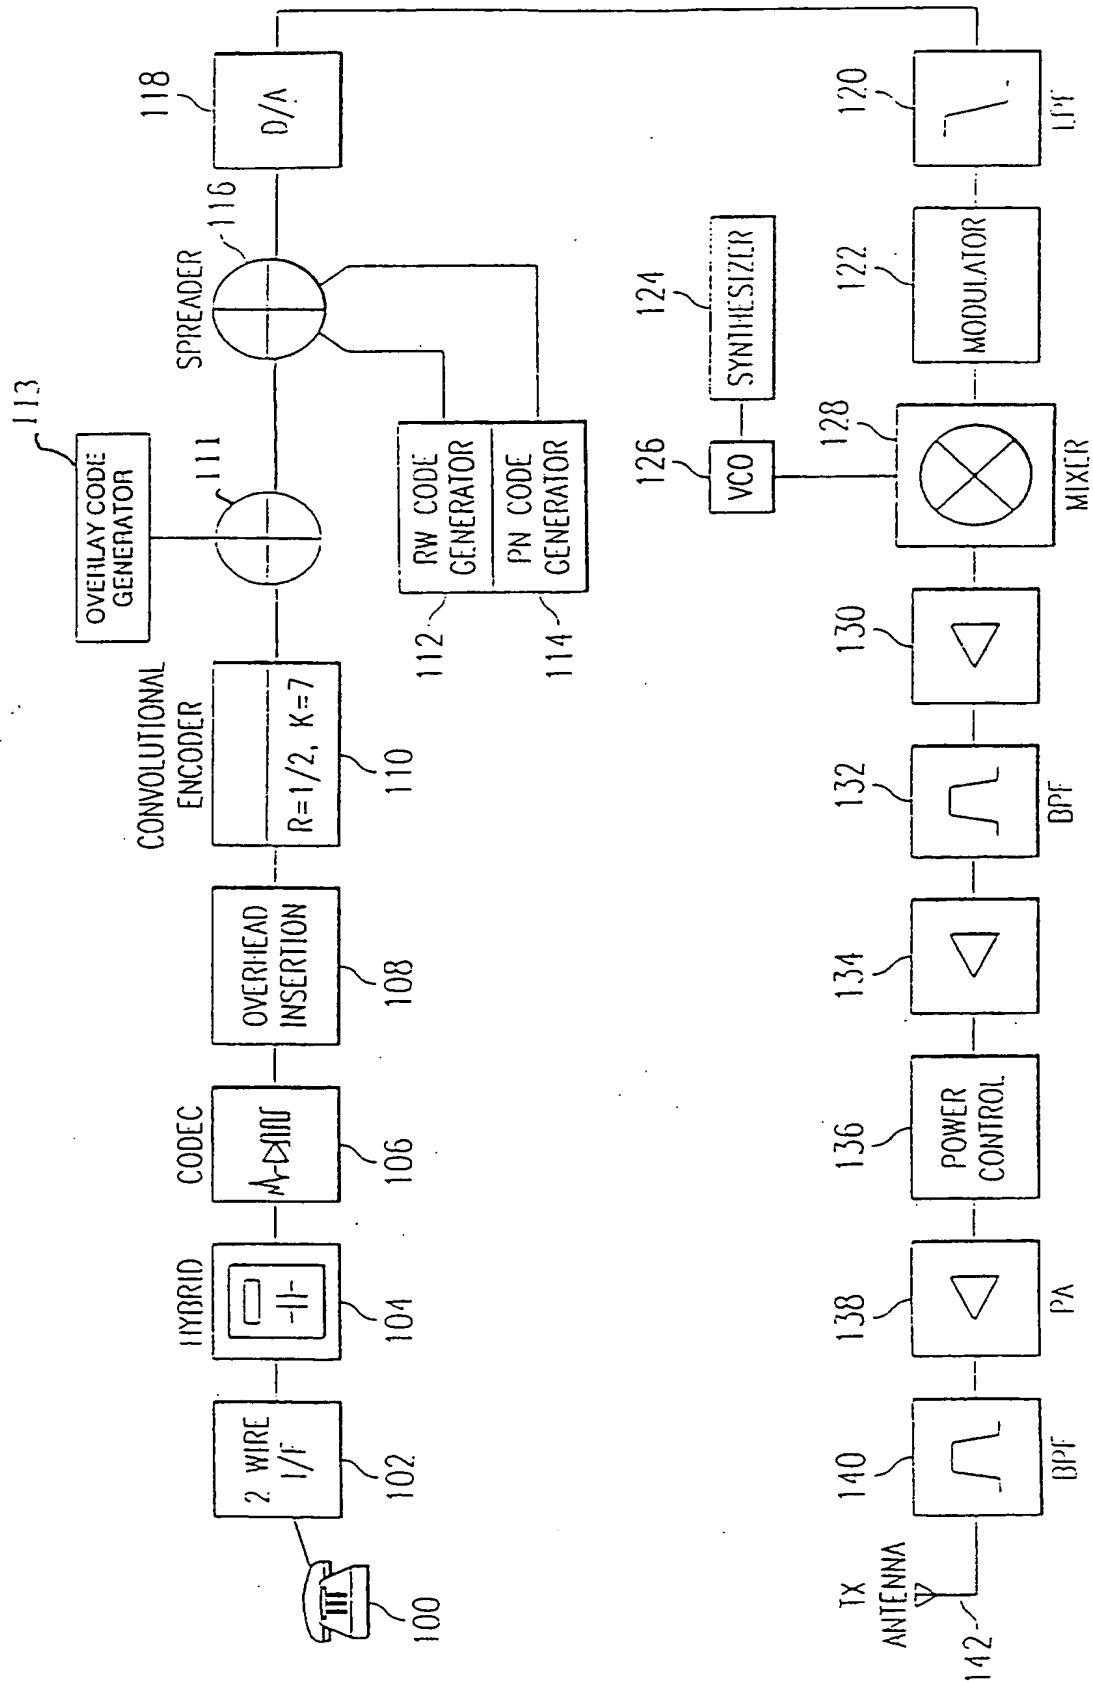 100
2 WIRE
I/F
102
HYBRID
104
CODEC
106
OVERHEAD
INSERTION
108
CONVOLUTIONAL
ENCODER
R=1/2, K=7
110
OVERLAY CODE
GENERATOR
113
111
RW CODE
GENERATOR
112
PN CODE
GENERATOR
114
SPREADER
116
D/A
118
TX
ANTENNA
142
140
BPF
138
PA
136
POWER
CONTROL
134
132
BPF
130
128
MIXER
126
VCO
124
SYNTHESIZER
122
MODULATOR
120
LPF